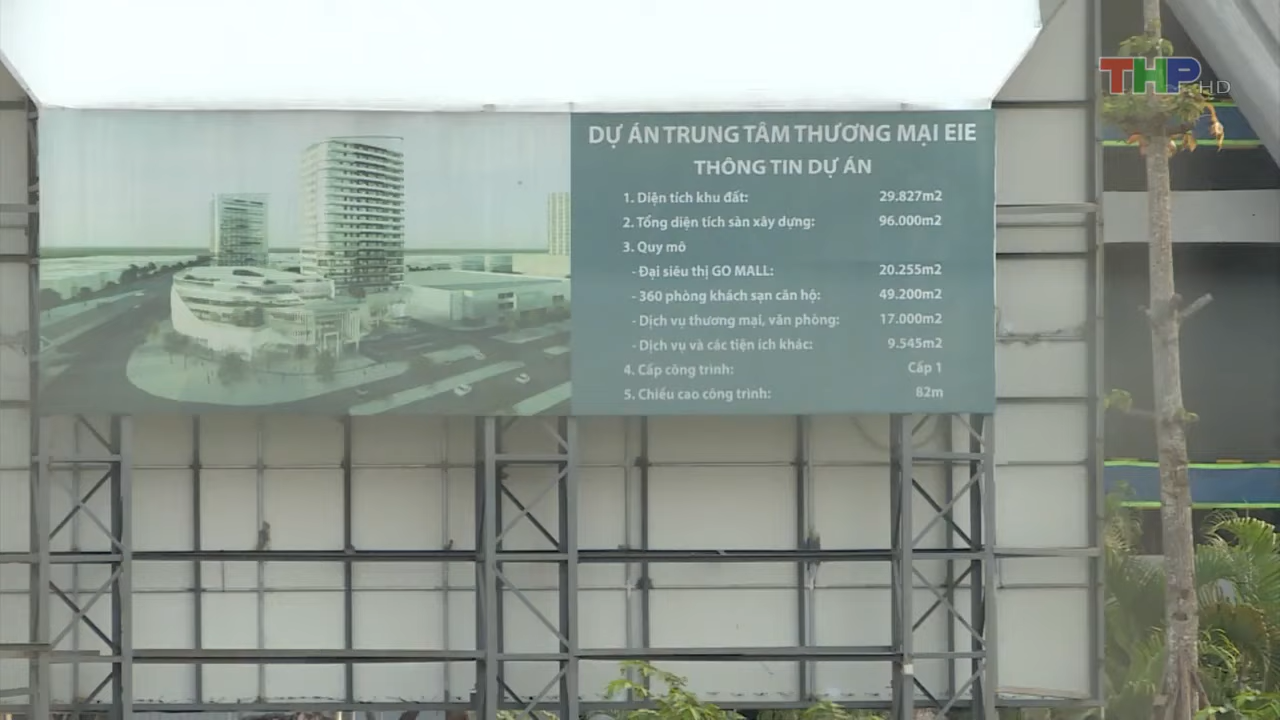 THP HD
DỰ ÁN TRUNG TÂM THƯƠNG MẠI EIE
THÔNG TIN DỰ ÁN
1. Diện tích khu đất: 29.827m2
2. Tổng diện tích sàn xây dựng: 96.000m2
3. Quy mô
- Đại siêu thị GO MALL: 20.255m2
- 360 phòng khách sạn căn hộ: 49.200m2
- Dịch vụ thương mại, văn phòng: 17.000m2
- Dịch vụ và các tiện ích khác: 9.545m2
4. Cấp công trình: Cấp 1
5. Chiều cao công trình: 82m